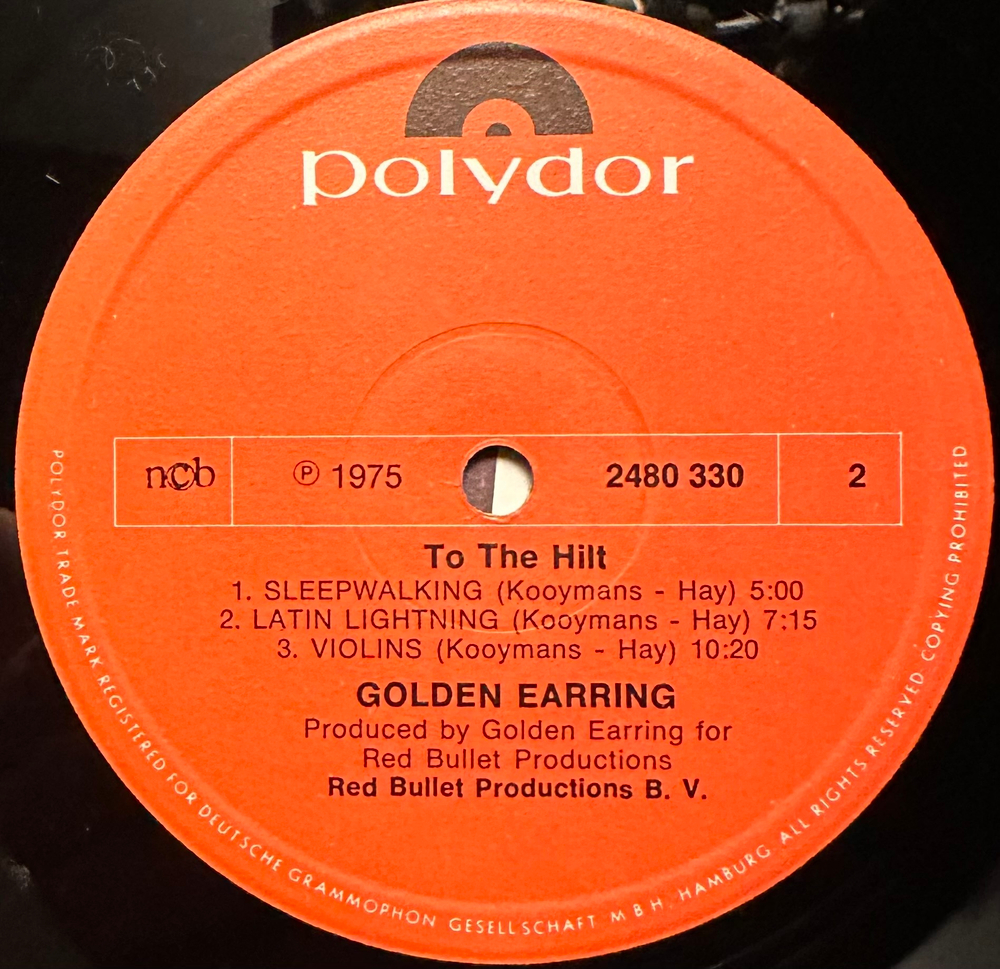 polydor
ncb
℗ 1975
2480 330
2
To The Hilt
1. SLEEPWALKING (Kooymans - Hay) 5:00
2. LATIN LIGHTNING (Kooymans - Hay) 7:15
3. VIOLINS (Kooymans - Hay) 10:20
GOLDEN EARRING
Produced by Golden Earring for
Red Bullet Productions
Red Bullet Productions B. V.
POLYDOR TRADE MARK REGISTERED FOR DEUTSCHE GRAMMOPHON GESELLSCHAFT M B H HAMBURG ALL RIGHTS RESERVED COPYING PROHIBITED